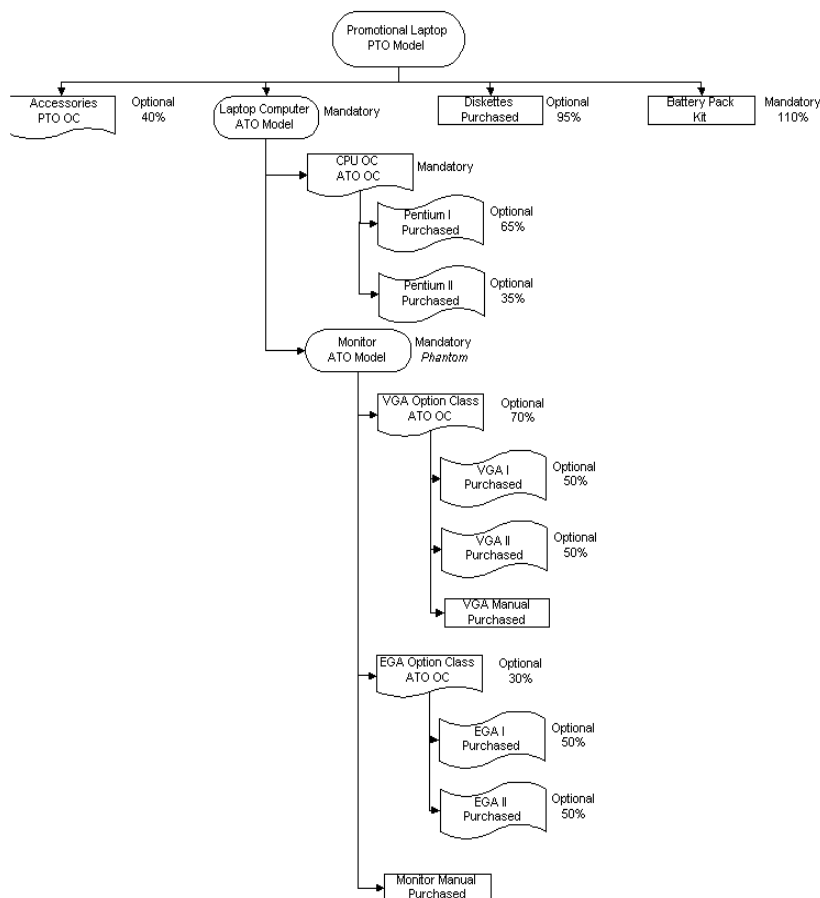 Promotional Laptop
PTO Model
Accessories
PTO OC
Optional
40%
Laptop Computer
ATO Model
Mandatory
Diskettes
Purchased
Optional
95%
Battery Pack
Kit
Mandatory
110%
CPU OC
ATO OC
Mandatory
Pentium I
Purchased
Optional
65%
Pentium II
Purchased
Optional
35%
Monitor
ATO Model
Mandatory
Phantom
VGA Option Class
ATO OC
Optional
70%
VGA I
Purchased
Optional
50%
VGA II
Purchased
Optional
50%
VGA Manual
Purchased
EGA Option Class
ATO OC
Optional
30%
EGA I
Purchased
Optional
50%
EGA II
Purchased
Optional
50%
Monitor Manual
Purchased